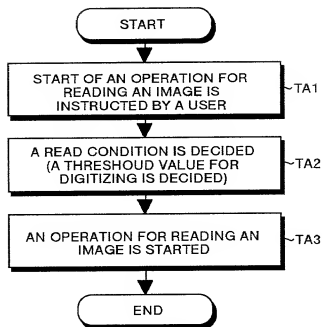 START
START OF AN OPERATION FOR
READING AN IMAGE IS
INSTRUCTED BY A USER
TA1
A READ CONDITION IS DECIDED
(A THRESHOUD VALUE FOR
DIGITIZING IS DECIDED)
TA2
AN OPERATION FOR READING AN
IMAGE IS STARTED
TA3
END